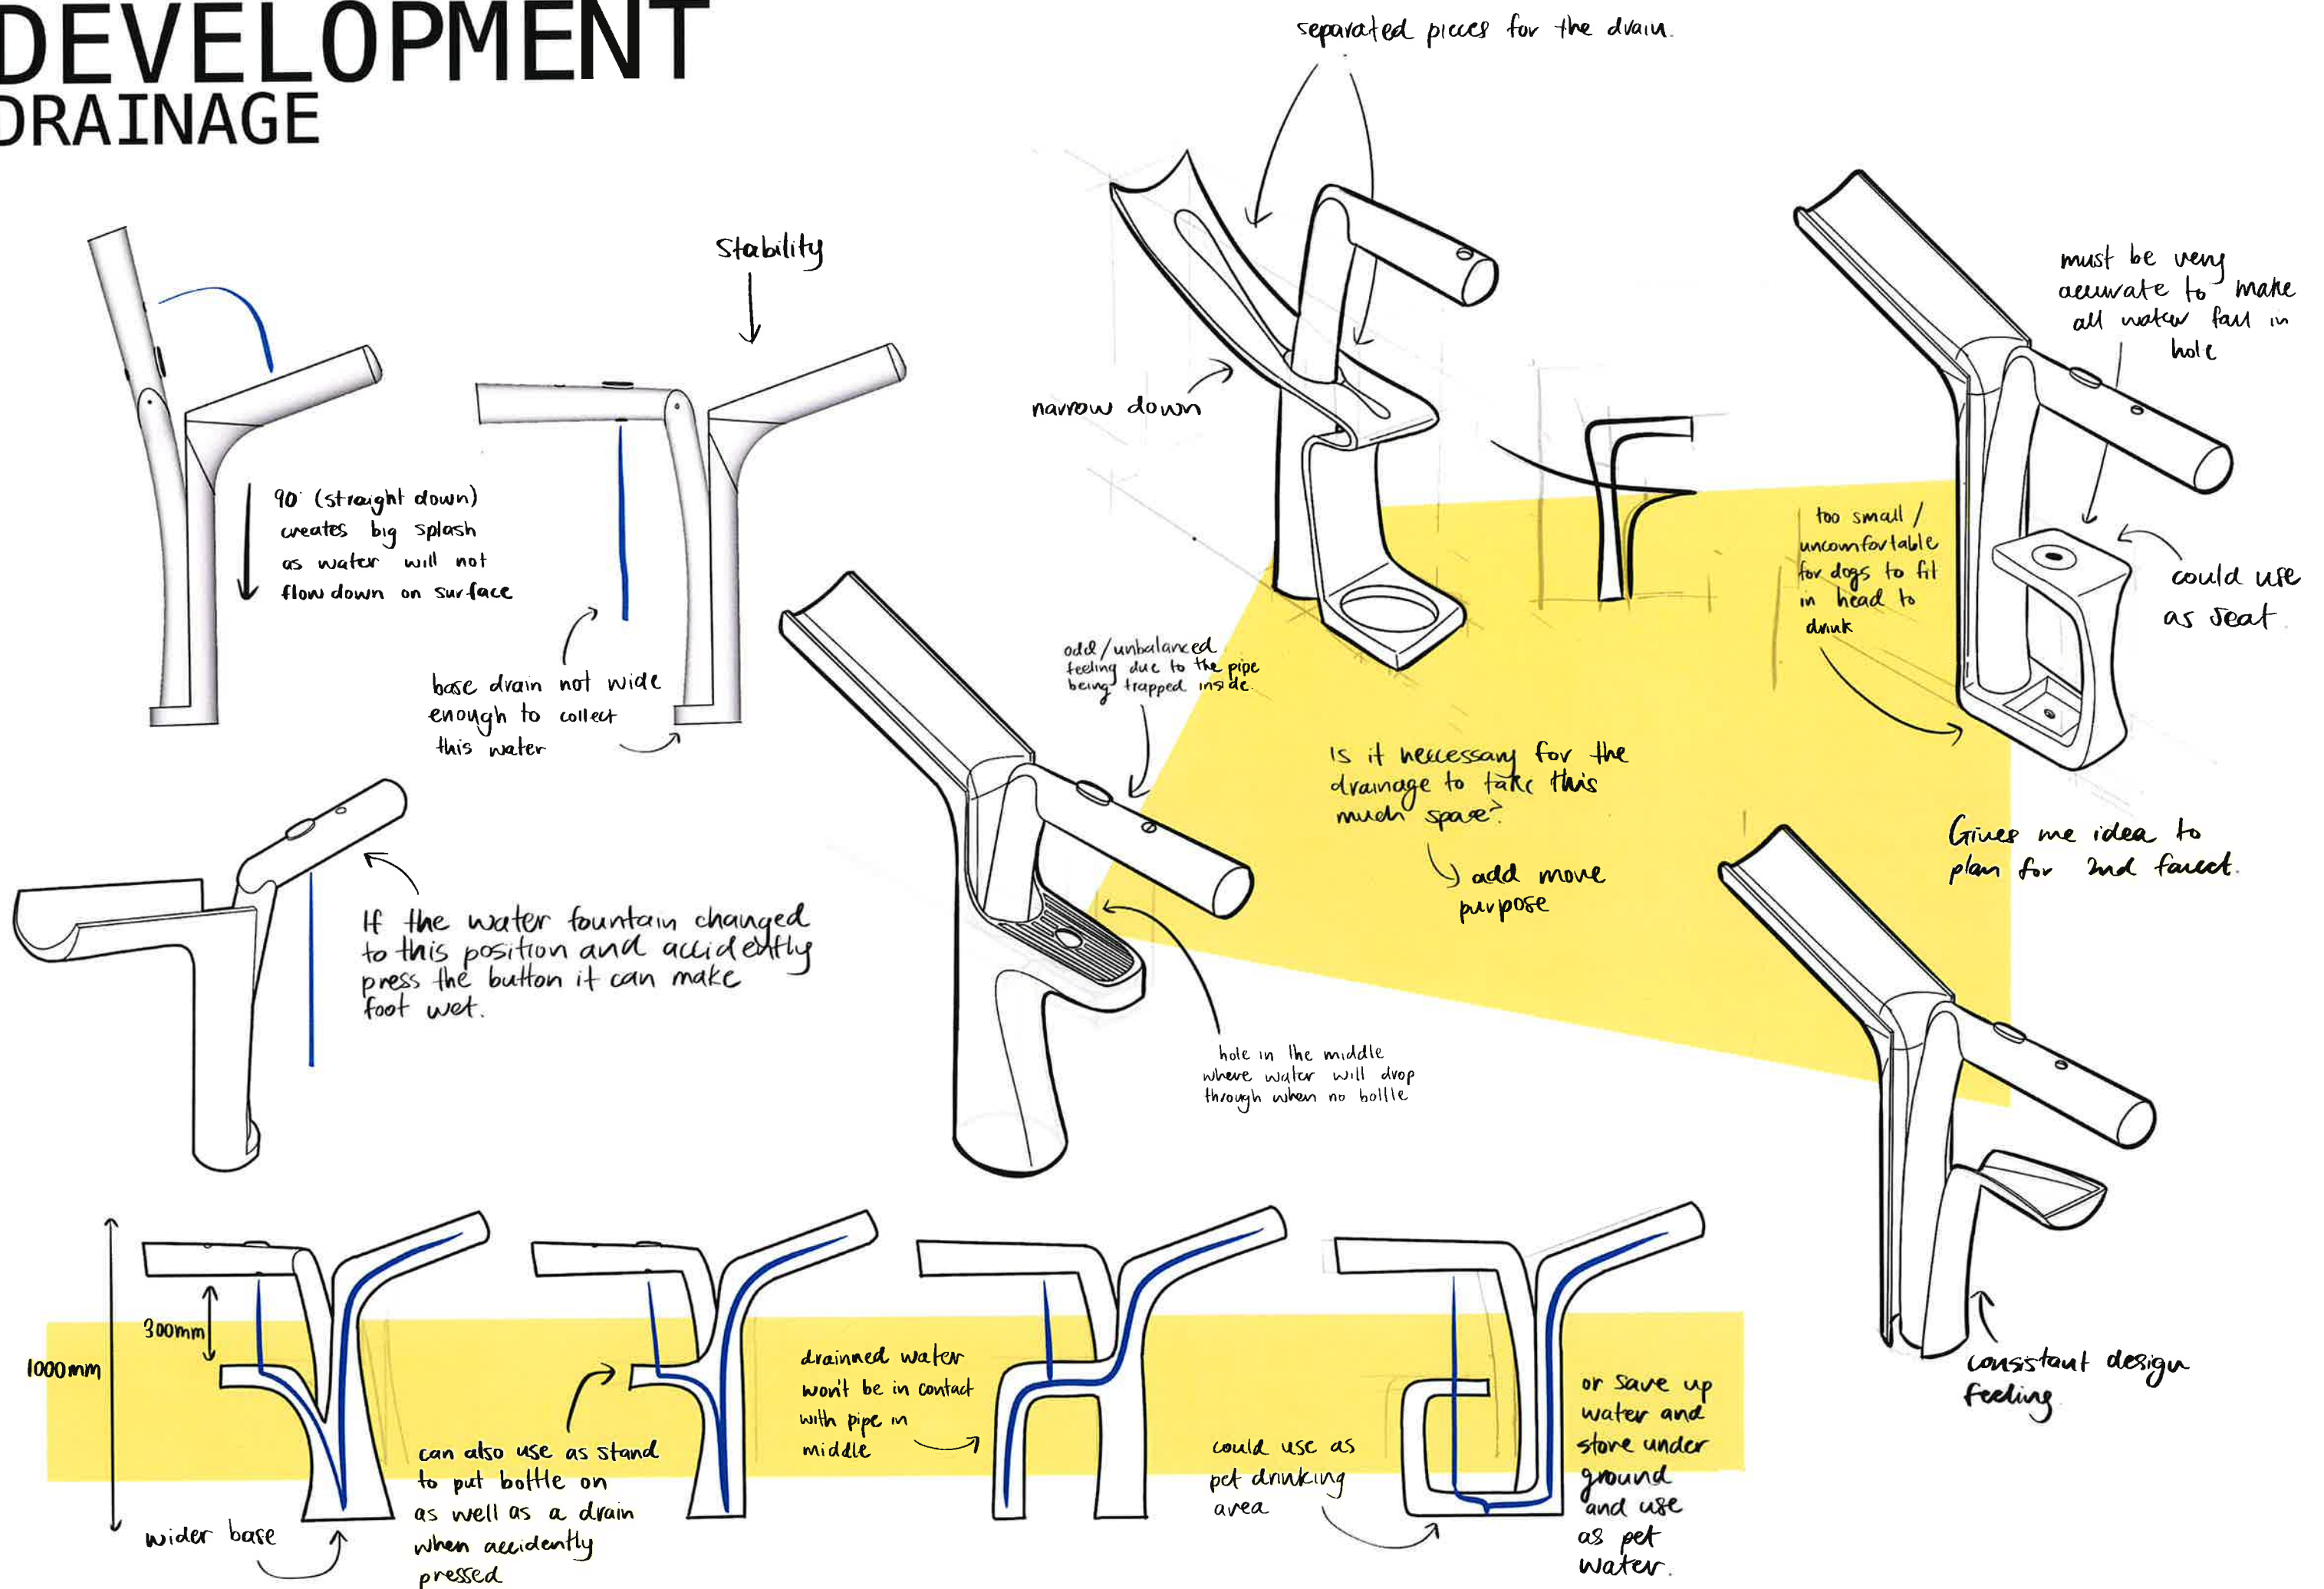 DEVELOPMENT
DRAINAGE
separated pieces for the drain.
Stability
90° (straight down)
creates big splash
as water will not
flow down on surface
base drain not wide
enough to collect
this water
narrow down
must be very
accurate to make
all water fall in
hole
too small /
uncomfortable
for dogs to fit
in head to
drink
could use
as seat.
odd/unbalanced
feeling due to the pipe
being trapped inside.
Is it neccessary for the
drainage to take this
much space?
add more
purpose
Gives me idea to
plan for 2nd faucet.
If the water fountain changed
to this position and accidently
press the button it can make
foot wet.
hole in the middle
where water will drop
through when no bottle
consistant design
feeling.
300mm
1000mm
wider base
can also use as stand
to put bottle on
as well as a drain
when accidently
pressed
drainned water
won't be in contact
with pipe in
middle
could use as
pet drinking
area
or save up
water and
store under
ground
and use
as pet
water.